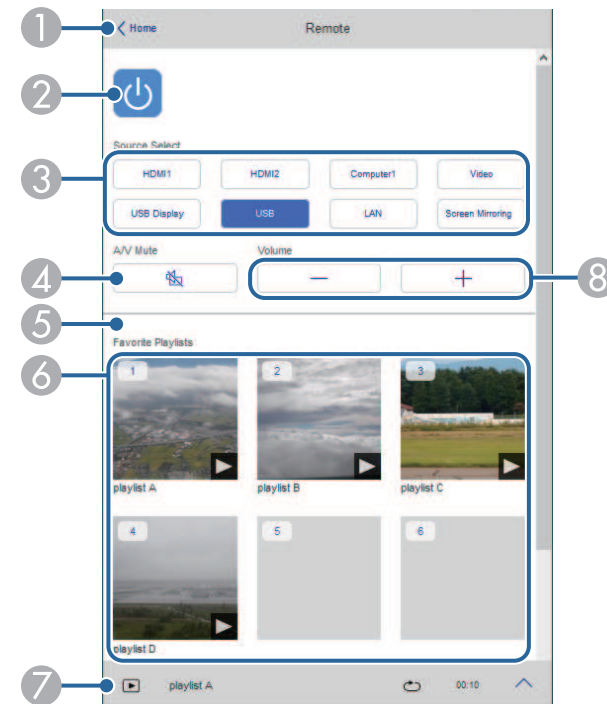 1 Home Remote
2
Source Select
3 HDMI1 HDMI2 Computer1 Video
USB Display USB LAN Screen Mirroring
A/V Mute Volume
4 8
5
Favorite Playlists
6
1 2 3
playlist A playlist B playlist C
4 5 6
playlist D
7 playlist A 00:10